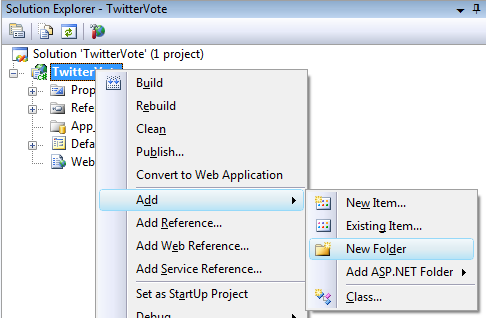 Solution Explorer - TwitterVote
Solution 'TwitterVote' (1 project)
TwitterVote
Prop
Refe
App_
Defa
Web
Build
Rebuild
Clean
Publish...
Convert to Web Application
Add
Add Reference...
Add Web Reference...
Add Service Reference...
Set as StartUp Project
Debug
New Item...
Existing Item...
New Folder
Add ASP.NET Folder
Class...